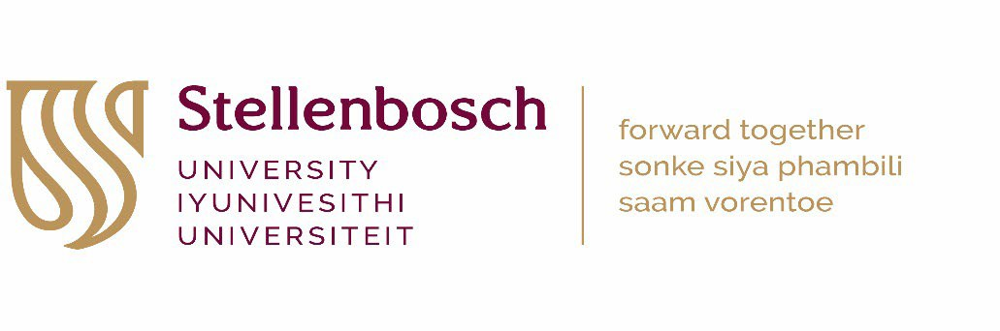 Stellenbosch
UNIVERSITY
IYUNIVESITHI
UNIVERSITEIT
forward together
sonke siya phambili
saam vorentoe